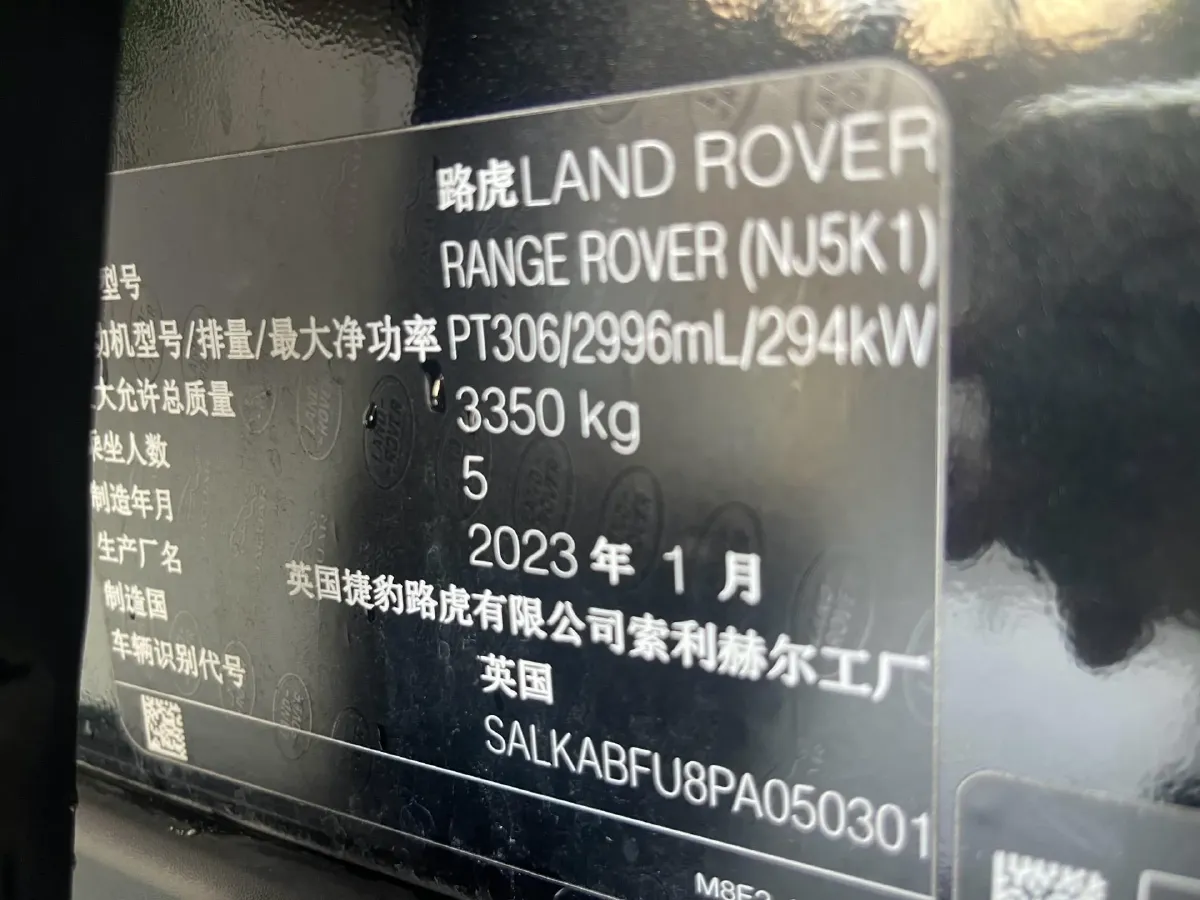 路虎LAND ROVER
型号 RANGE ROVER (NJ5K1)
动机型号/排量/最大净功率 PT306/2996mL/294kW
大允许总质量 3350 kg
乘坐人数 5
制造年月 2023 年 1 月
生产厂名 英国捷豹路虎有限公司索利赫尔工厂
制造国 英国
车辆识别代号 SALKABFU8PA050301